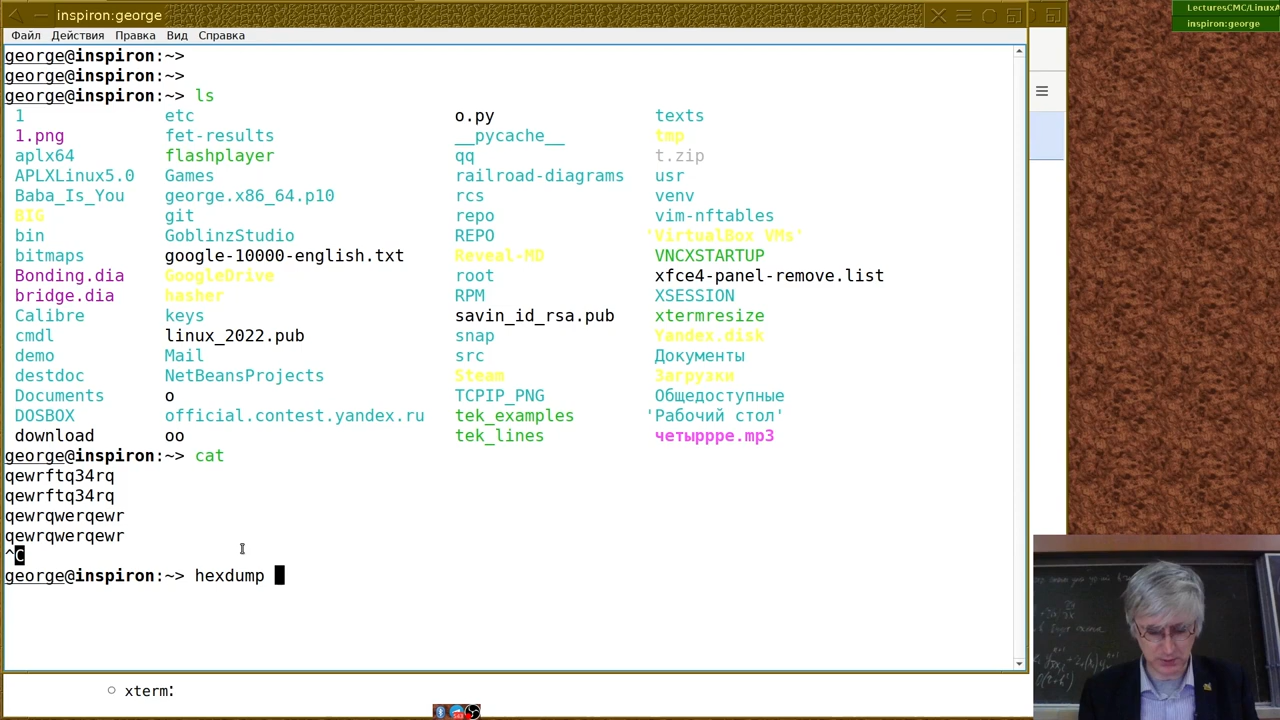 inspiron:george
LecturesCMC/LinuxA
inspiron:george
Файл Действия Правка Вид Справка
george@inspiron:~>
george@inspiron:~>
george@inspiron:~> ls
1 etc o.py texts
1.png fet-results __pycache__ tmp
aplx64 flashplayer qq t.zip
APLXLinux5.0 Games railroad-diagrams usr
Baba_Is_You george.x86_64.p10 rcs venv
BIG git repo vim-nftables
bin GoblinzStudio REPO 'VirtualBox VMs'
bitmaps google-10000-english.txt Reveal-MD VNCXSTARTUP
Bonding.dia GoogleDrive root xfce4-panel-remove.list
bridge.dia hasher RPM XSESSION
Calibre keys savin_id_rsa.pub xtermresize
cmdl linux_2022.pub snap Yandex.disk
demo Mail src Документы
destdoc NetBeansProjects Steam Загрузки
Documents o TCPIP_PNG Общедоступные
DOSBOX official.contest.yandex.ru tek_examples 'Рабочий стол'
download oo tek_lines четырppe.mp3
george@inspiron:~> cat
qewrftq34rq
qewrftq34rq
qewrqwerqewr
qewrqwerqewr
^C
george@inspiron:~> hexdump
xterm: